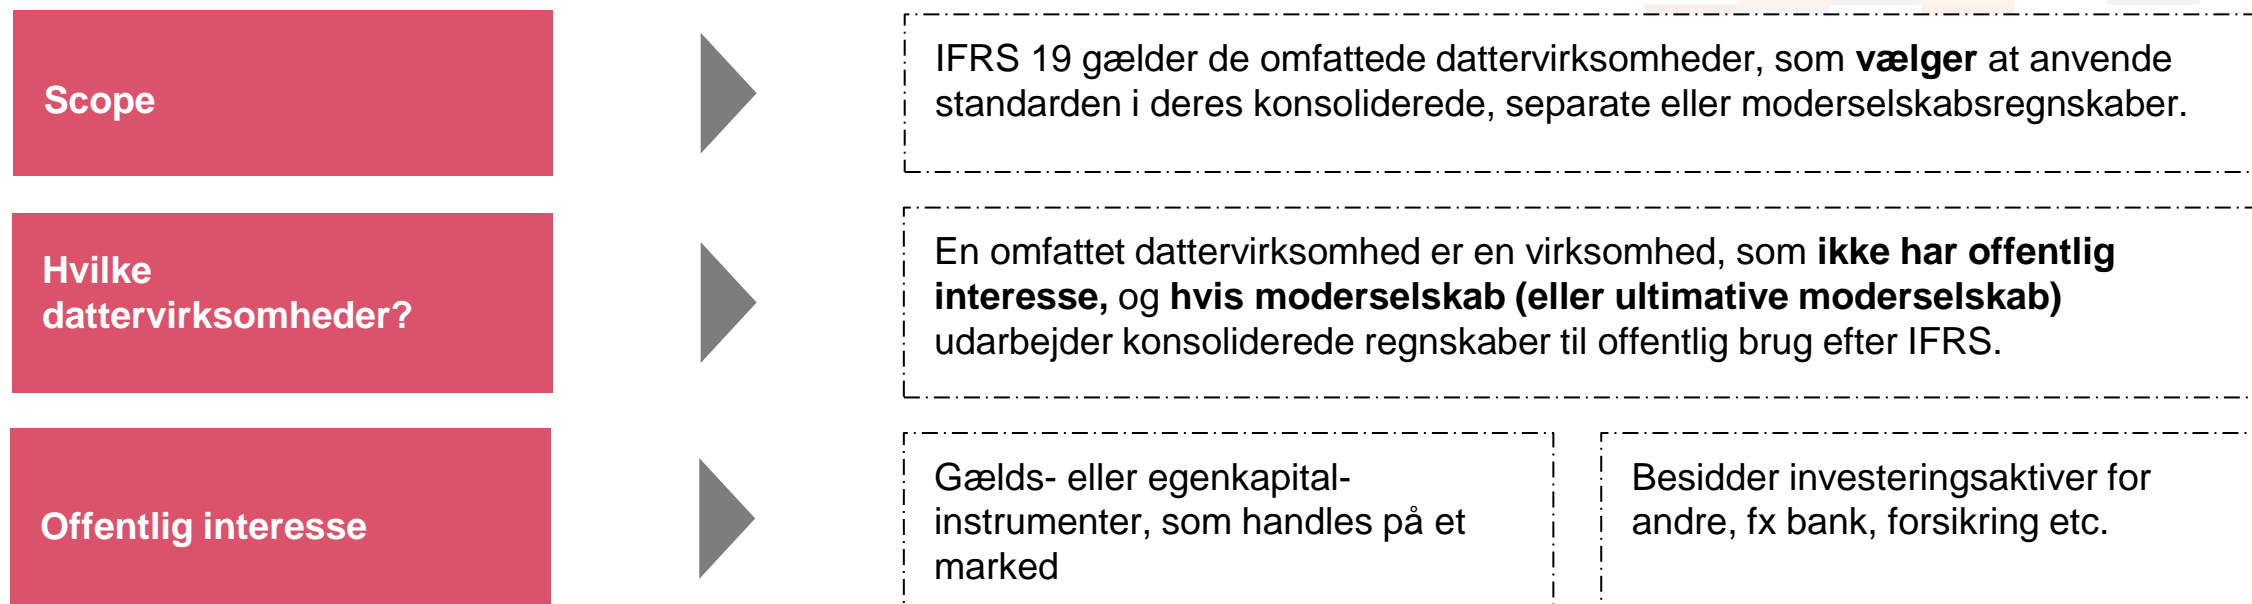 Scope
IFRS 19 gælder de omfattede dattervirksomheder, som vælger at anvende
standarden i deres konsoliderede, separate eller moderselskabsregnskaber.
Hvilke
dattervirksomheder?
En omfattet dattervirksomhed er en virksomhed, som ikke har offentlig
interesse, og hvis moderselskab (eller ultimative moderselskab)
udarbejder konsoliderede regnskaber til offentlig brug efter IFRS.
Offentlig interesse
Gælds- eller egenkapital-
instrumenter, som handles på et
marked
Besidder investeringsaktiver for
andre, fx bank, forsikring etc.